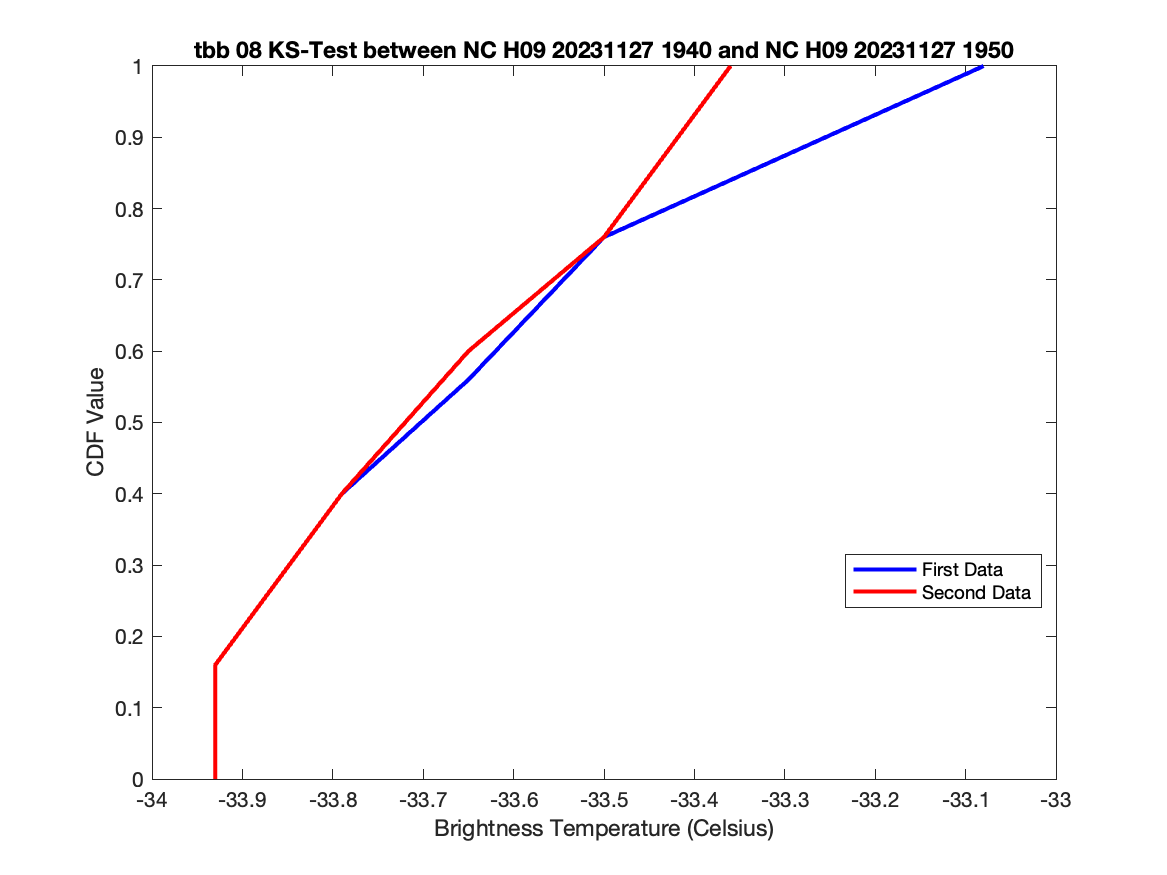 tbb 08 KS-Test between NC H09 20231127 1940 and NC H09 20231127 1950
1
0.9
0.8
0.7
0.6
0.5
0.4
0.3
0.2
0.1
0
CDF Value
First Data
Second Data
-34 -33.9 -33.8 -33.7 -33.6 -33.5 -33.4 -33.3 -33.2 -33.1 -33
Brightness Temperature (Celsius)